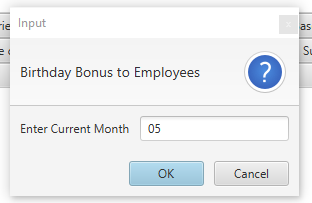 Input
Birthday Bonus to Employees
?
Enter Current Month 05
OK Cancel